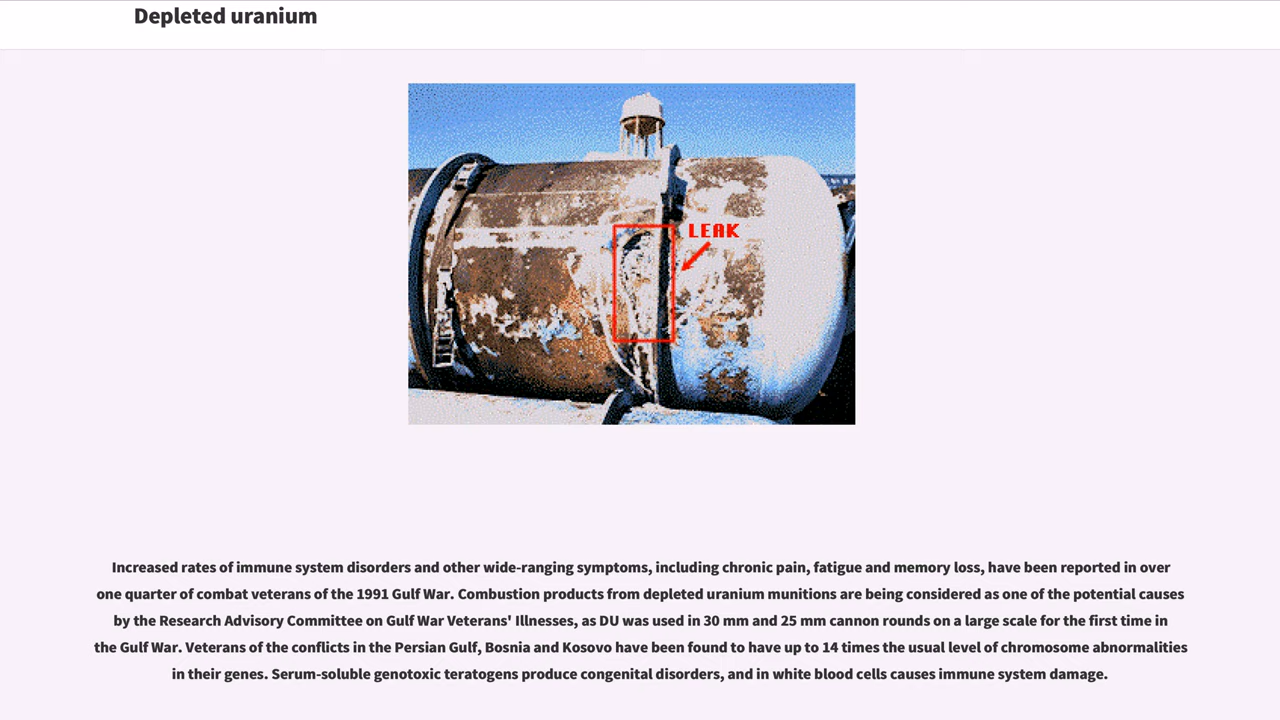 Depleted uranium
LEAK
Increased rates of immune system disorders and other wide-ranging symptoms, including chronic pain, fatigue and memory loss, have been reported in over
one quarter of combat veterans of the 1991 Gulf War. Combustion products from depleted uranium munitions are being considered as one of the potential causes
by the Research Advisory Committee on Gulf War Veterans' Illnesses, as DU was used in 30 mm and 25 mm cannon rounds on a large scale for the first time in
the Gulf War. Veterans of the conflicts in the Persian Gulf, Bosnia and Kosovo have been found to have up to 14 times the usual level of chromosome abnormalities
in their genes. Serum-soluble genotoxic teratogens produce congenital disorders, and in white blood cells causes immune system damage.